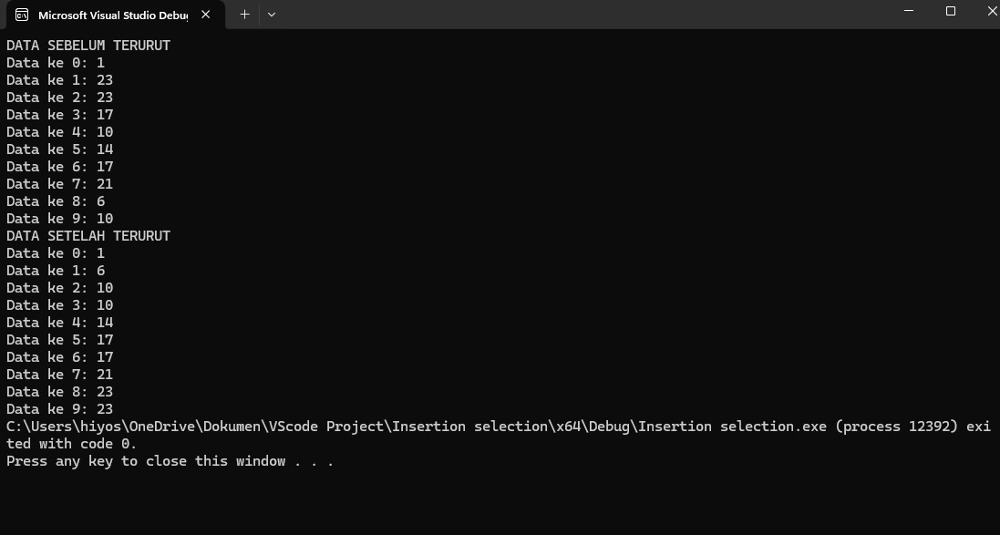 Microsoft Visual Studio Debug
DATA SEBELUM TERURUT
Data ke 0: 1
Data ke 1: 23
Data ke 2: 23
Data ke 3: 17
Data ke 4: 10
Data ke 5: 14
Data ke 6: 17
Data ke 7: 21
Data ke 8: 6
Data ke 9: 10
DATA SETELAH TERURUT
Data ke 0: 1
Data ke 1: 6
Data ke 2: 10
Data ke 3: 10
Data ke 4: 14
Data ke 5: 17
Data ke 6: 17
Data ke 7: 21
Data ke 8: 23
Data ke 9: 23
C:\Users\hiyos\OneDrive\Dokumen\VScode Project\Insertion selection\x64\Debug\Insertion selection.exe (process 12392) exi
ted with code 0.
Press any key to close this window . . .